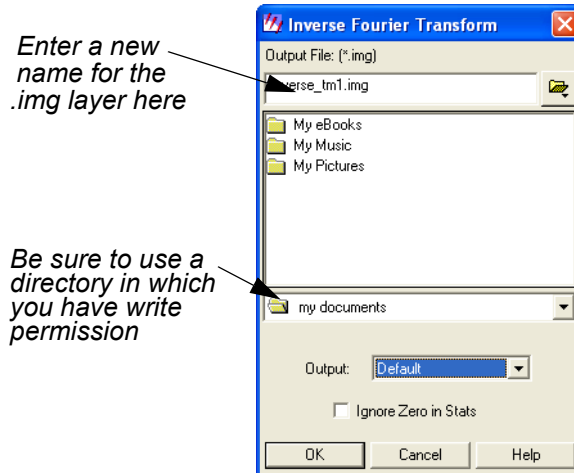 Inverse Fourier Transform
Enter a new
name for the
.img layer here
Output File: (*.img)
verse_tm1.img
My eBooks
My Music
My Pictures
Be sure to use a
directory in which
you have write
permission
my documents
Output: Default
Ignore Zero in Stats
OK Cancel Help